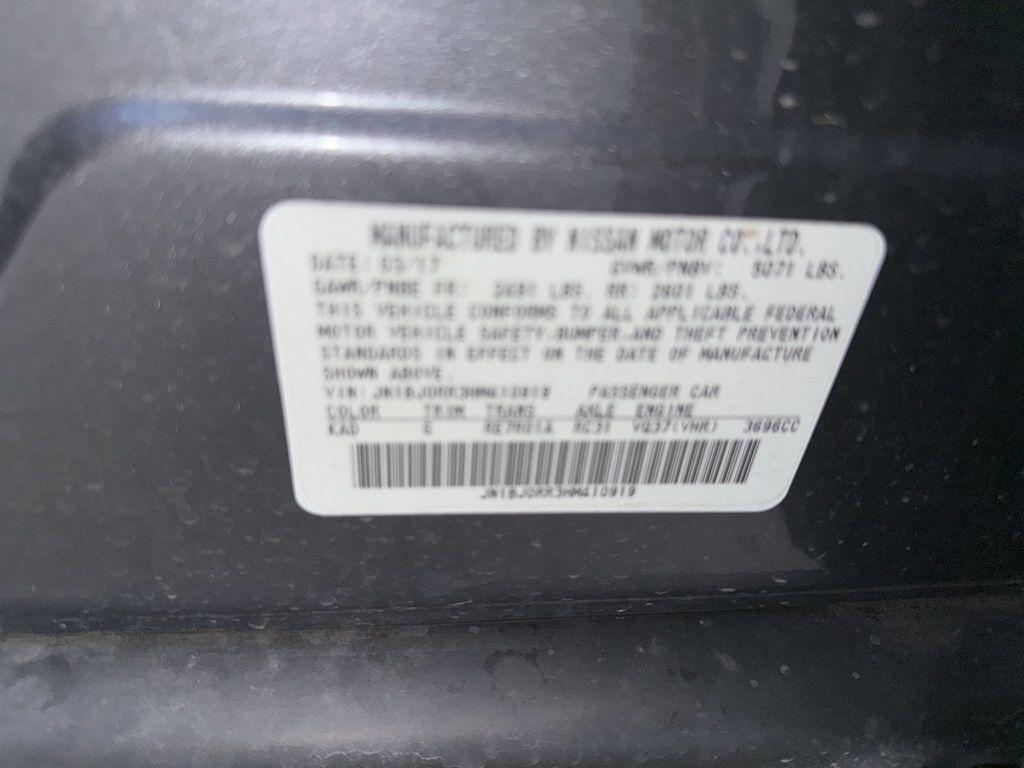 MANUFACTURED BY NISSAN MOTOR CO.,LTD.
DATE: 03/17 GVWR/PNBV: 5071 LBS.
GAWR/PNBE FR: LBS. RR: 2601 LBS.
THIS VEHICLE CONFORMS TO ALL APPLICABLE FEDERAL
MOTOR VEHICLE SAFETY,BUMPER,AND THEFT PREVENTION
STANDARDS IN EFFECT ON THE DATE OF MANUFACTURE
SHOWN ABOVE.
VIN: PASSENGER CAR
COLOR TRIM TRANS AXLE ENGINE
KAD G RE7R01A RC31 VQ37(VHR) 3696CC